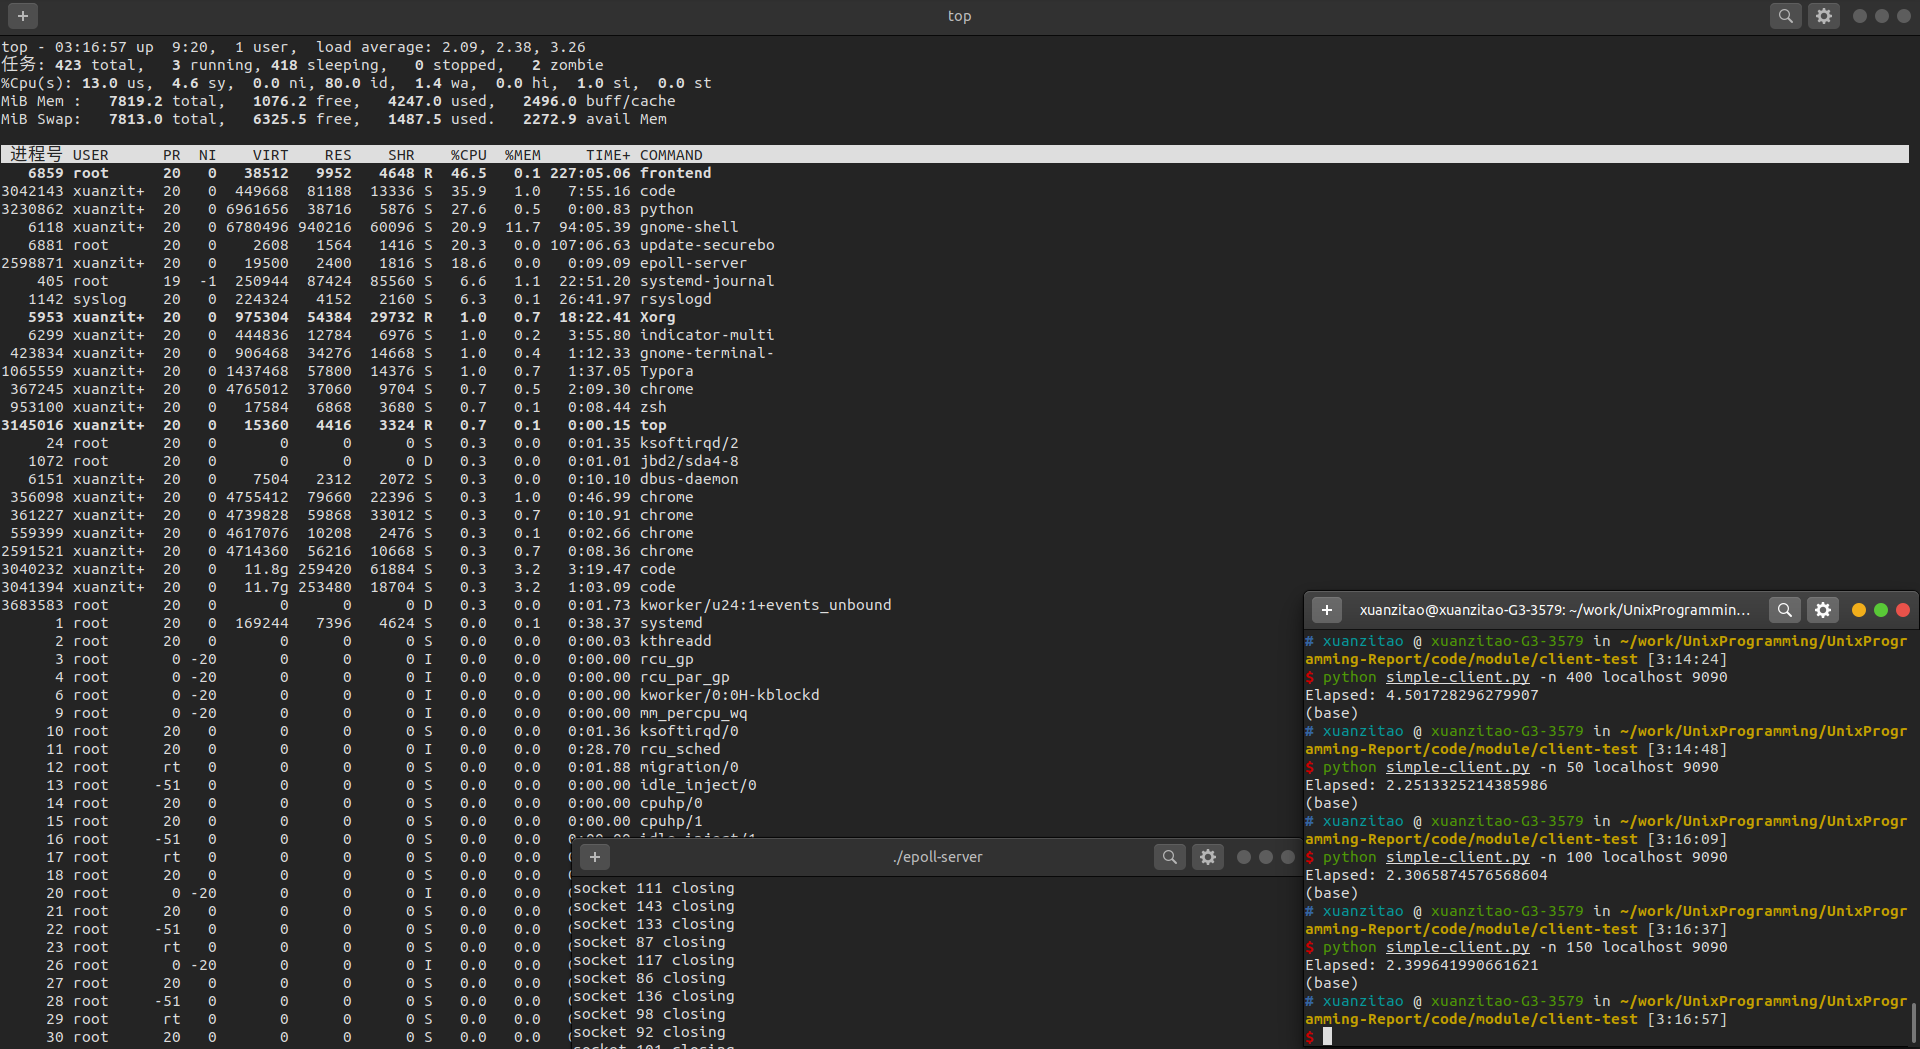 top
top - 03:16:57 up  9:20,  1 user,  load average: 2.09, 2.38, 3.26
任务: 423 total,   3 running, 418 sleeping,   0 stopped,   2 zombie
%Cpu(s): 13.0 us,  4.6 sy,  0.0 ni, 80.0 id,  1.4 wa,  0.0 hi,  1.0 si,  0.0 st
MiB Mem :   7819.2 total,   1076.2 free,   4247.0 used,   2496.0 buff/cache
MiB Swap:   7813.0 total,   6325.5 free,   1487.5 used.   2272.9 avail Mem
进程号 USER      PR  NI    VIRT    RES    SHR    %CPU  %MEM     TIME+ COMMAND
6859 root      20   0   38512   9952   4648 R  46.5   0.1 227:05.06 frontend
3042143 xuanzit+  20   0  449668  81188  13336 S  35.9   1.0   7:55.16 code
3230862 xuanzit+  20   0 6961656  38716   5876 S  27.6   0.5   0:00.83 python
6118 xuanzit+  20   0 6780496 940216  60096 S  20.9  11.7  94:05.39 gnome-shell
6881 root      20   0    2608   1564   1416 S  20.3   0.0 107:06.63 update-securebo
2598871 xuanzit+  20   0   19500   2400   1816 S  18.6   0.0   0:09.09 epoll-server
405 root      19  -1  250944  87424  85560 S   6.6   1.1  22:51.20 systemd-journal
1142 syslog    20   0  224324   4152   2160 S   6.3   0.1  26:41.97 rsyslogd
5953 xuanzit+  20   0  975304  54384  29732 R   1.0   0.7  18:22.41 Xorg
6299 xuanzit+  20   0  444836  12784   6976 S   1.0   0.2   3:55.80 indicator-multi
423834 xuanzit+  20   0  906468  34276  14668 S   1.0   0.4   1:12.33 gnome-terminal-
1065559 xuanzit+  20   0 1437468  57800  14376 S   1.0   0.7   1:37.05 Typora
367245 xuanzit+  20   0 4765012  37060   9704 S   0.7   0.5   2:09.30 chrome
953100 xuanzit+  20   0   17584   6868   3680 S   0.7   0.1   0:08.44 zsh
3145016 xuanzit+  20   0   15360   4416   3324 R   0.7   0.1   0:00.15 top
24 root      20   0       0      0      0 S   0.3   0.0   0:01.35 ksoftirqd/2
1072 root      20   0       0      0      0 D   0.3   0.0   0:01.01 jbd2/sda4-8
6151 xuanzit+  20   0    7504   2312   2072 S   0.3   0.0   0:10.10 dbus-daemon
356098 xuanzit+  20   0 4755412  79660  22396 S   0.3   1.0   0:46.99 chrome
361227 xuanzit+  20   0 4739828  59868  33012 S   0.3   0.7   0:10.91 chrome
559399 xuanzit+  20   0 4617076  10208   2476 S   0.3   0.1   0:02.66 chrome
2591521 xuanzit+  20   0 4714360  56216  10668 S   0.3   0.7   0:08.36 chrome
3040232 xuanzit+  20   0   11.8g 259420  61884 S   0.3   3.2   3:19.47 code
3041394 xuanzit+  20   0   11.7g 253480  18704 S   0.3   3.2   1:03.09 code
3683583 root      20   0       0      0      0 D   0.3   0.0   0:01.73 kworker/u24:1+events_unbound
1 root      20   0  169244   7396   4624 S   0.0   0.1   0:38.37 systemd
2 root      20   0       0      0      0 S   0.0   0.0   0:00.03 kthreadd
3 root       0 -20       0      0      0 I   0.0   0.0   0:00.00 rcu_gp
4 root       0 -20       0      0      0 I   0.0   0.0   0:00.00 rcu_par_gp
6 root       0 -20       0      0      0 I   0.0   0.0   0:00.00 kworker/0:0H-kblockd
9 root       0 -20       0      0      0 I   0.0   0.0   0:00.00 mm_percpu_wq
10 root      20   0       0      0      0 S   0.0   0.0   0:01.36 ksoftirqd/0
11 root      20   0       0      0      0 I   0.0   0.0   0:28.70 rcu_sched
12 root      rt   0       0      0      0 S   0.0   0.0   0:01.88 migration/0
13 root     -51   0       0      0      0 S   0.0   0.0   0:00.00 idle_inject/0
14 root      20   0       0      0      0 S   0.0   0.0   0:00.00 cpuhp/0
15 root      20   0       0      0      0 S   0.0   0.0   0:00.00 cpuhp/1
16 root     -51   0       0      0      0 S   0.0   0.0
17 root      rt   0       0      0      0 S   0.0   0.0
18 root      20   0       0      0      0 S   0.0   0.0
20 root       0 -20       0      0      0 I   0.0   0.0
21 root      20   0       0      0      0 S   0.0   0.0
22 root     -51   0       0      0      0 S   0.0   0.0
23 root      rt   0       0      0      0 S   0.0   0.0
26 root       0 -20       0      0      0 I   0.0   0.0
27 root      20   0       0      0      0 S   0.0   0.0
28 root     -51   0       0      0      0 S   0.0   0.0
29 root      rt   0       0      0      0 S   0.0   0.0
30 root      20   0       0      0      0 S   0.0   0.0
./epoll-server
socket 111 closing
socket 143 closing
socket 133 closing
socket 87 closing
socket 117 closing
socket 86 closing
socket 136 closing
socket 98 closing
socket 92 closing
socket 101 closing
xuanzitao@xuanzitao-G3-3579: ~/work/UnixProgrammin...
# xuanzitao @ xuanzitao-G3-3579 in ~/work/UnixProgramming/UnixProgr
amming-Report/code/module/client-test [3:14:24]
$ python simple-client.py -n 400 localhost 9090
Elapsed: 4.501728296279907
(base)
# xuanzitao @ xuanzitao-G3-3579 in ~/work/UnixProgramming/UnixProgr
amming-Report/code/module/client-test [3:14:48]
$ python simple-client.py -n 50 localhost 9090
Elapsed: 2.2513325214385986
(base)
# xuanzitao @ xuanzitao-G3-3579 in ~/work/UnixProgramming/UnixProgr
amming-Report/code/module/client-test [3:16:09]
$ python simple-client.py -n 100 localhost 9090
Elapsed: 2.3065874576568604
(base)
# xuanzitao @ xuanzitao-G3-3579 in ~/work/UnixProgramming/UnixProgr
amming-Report/code/module/client-test [3:16:37]
$ python simple-client.py -n 150 localhost 9090
Elapsed: 2.399641990661621
(base)
# xuanzitao @ xuanzitao-G3-3579 in ~/work/UnixProgramming/UnixProgr
amming-Report/code/module/client-test [3:16:57]
$